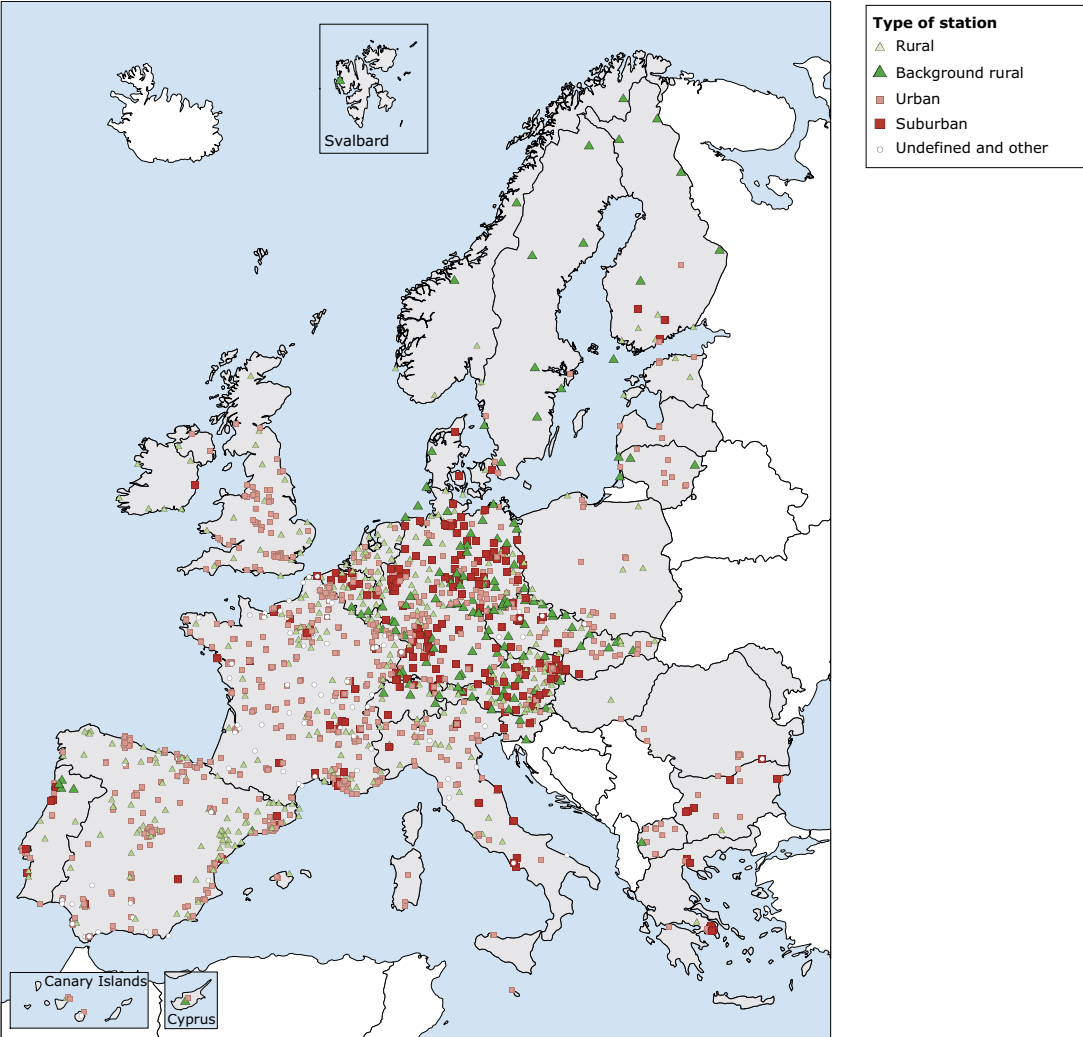 Type of station
Rural
Background rural
Urban
Suburban
Undefined and other
Svalbard
Canary Islands
Cyprus